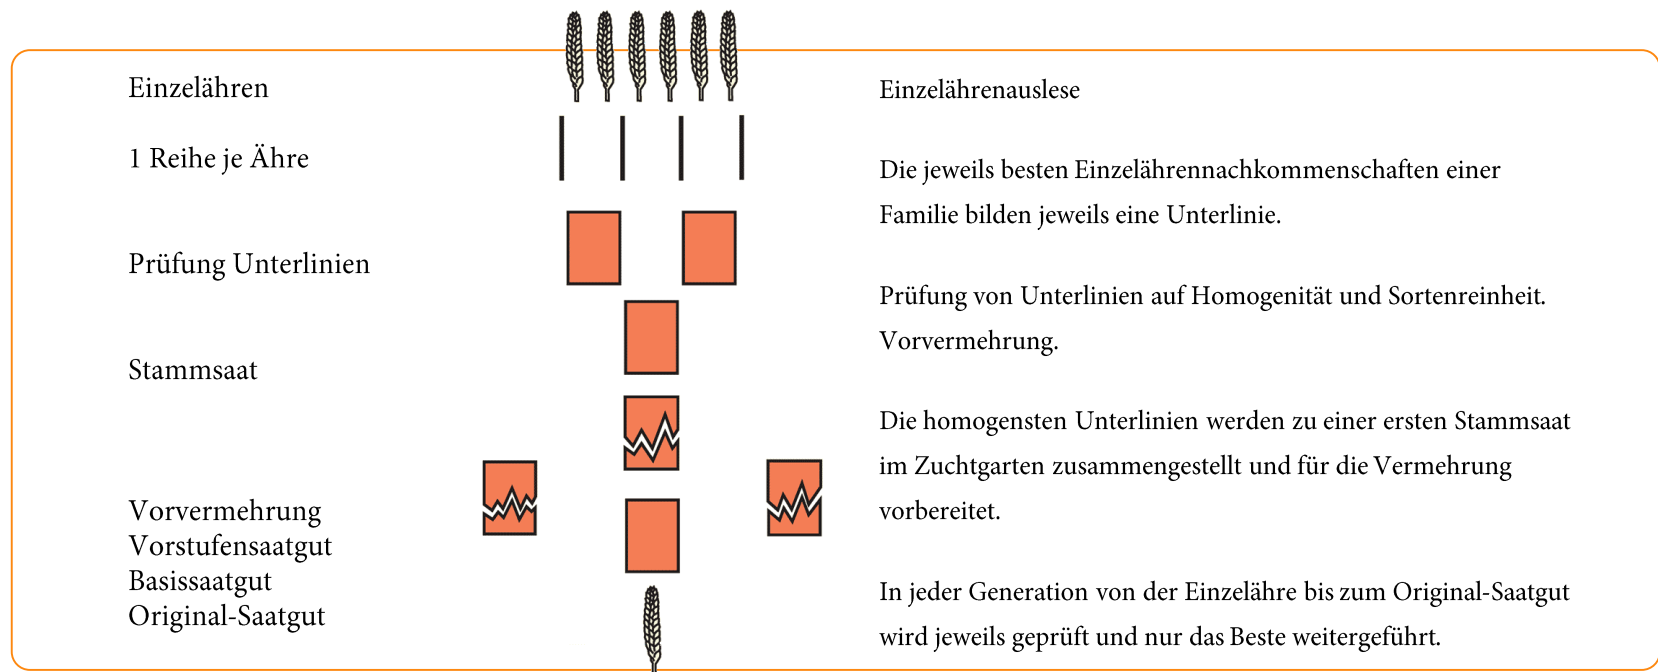 Einzelähren
1 Reihe je Ähre
Prüfung Unterlinien
Stammsaat
Vorvermehrung
Vorstufensaatgut
Basissaatgut
Original-Saatgut
Einzelährenauslese
Die jeweils besten Einzelährennachkommenschaften einer
Familie bilden jeweils eine Unterlinie.
Prüfung von Unterlinien auf Homogenität und Sortenreinheit.
Vorvermehrung.
Die homogensten Unterlinien werden zu einer ersten Stammsaat
im Zuchtgarten zusammengestellt und für die Vermehrung
vorbereitet.
In jeder Generation von der Einzelähre bis zum Original-Saatgut
wird jeweils geprüft und nur das Beste weitergeführt.